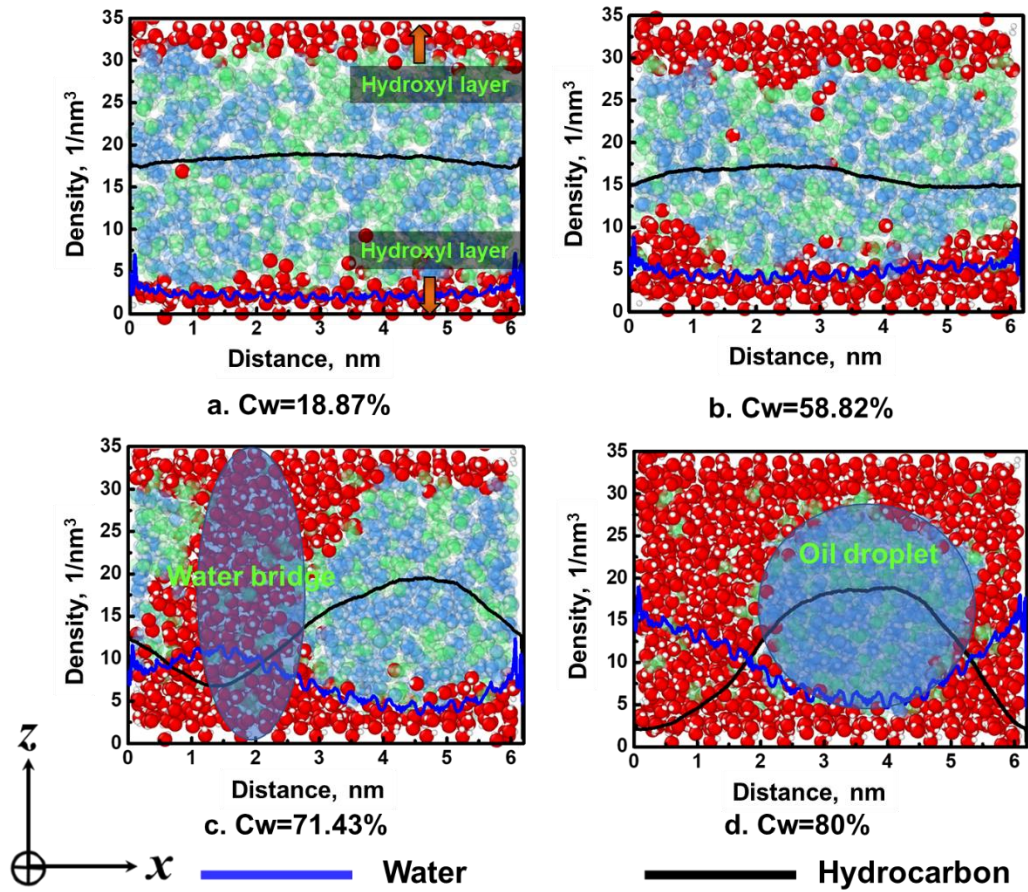 35
30
25
20
15
10
5
0
Density, 1/nm³
Hydroxyl layer
Hydroxyl layer
0 1 2 3 4 5 6
Distance, nm
a. Cw=18.87%
35
30
25
20
15
10
5
0
Density, 1/nm³
0 1 2 3 4 5 6
Distance, nm
b. Cw=58.82%
35
30
25
20
15
10
5
0
Density, 1/nm³
Water bridge
0 1 2 3 4 5 6
Distance, nm
c. Cw=71.43%
35
30
25
20
15
10
5
0
Density, 1/nm³
Oil droplet
0 1 2 3 4 5 6
Distance, nm
d. Cw=80%
z
x
Water
Hydrocarbon